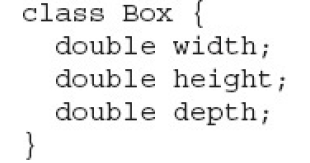 class Box {
  double width;
  double height;
  double depth;
}